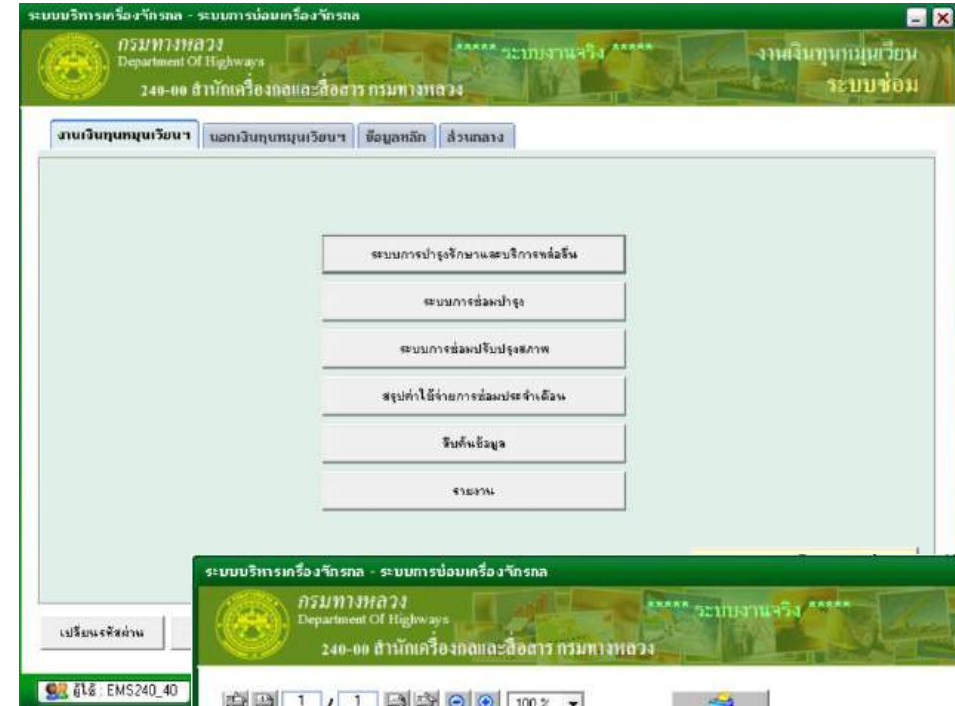 ระบบบริหารเครื่องจักรกล - ระบบการซ่อมเครื่องจักรกล
กรมทางหลวง
Department Of Highways
240-00 สำนักเครื่องกลและสื่อสาร กรมทางหลวง
***** ระบบงานจริง *****
งานเงินทุนหมุนเวียน
ระบบซ่อม
งานเงินทุนหมุนเวียนฯ นอกเงินทุนหมุนเวียนฯ ข้อมูลหลัก ส่วนกลาง
ระบบการบำรุงรักษาและบริการหล่อลื่น
ระบบการซ่อมบำรุง
ระบบการซ่อมปรับปรุงสภาพ
สรุปค่าใช้จ่ายการซ่อมประจำเดือน
สืบค้นข้อมูล
รายงาน
เปลี่ยนรหัสผ่าน
ผู้ใช้ : EMS240_40
ระบบบริหารเครื่องจักรกล - ระบบการซ่อมเครื่องจักรกล
กรมทางหลวง
Department Of Highways
240-00 สำนักเครื่องกลและสื่อสาร กรมทางหลวง
***** ระบบงานจริง *****
1 / 1 100 %